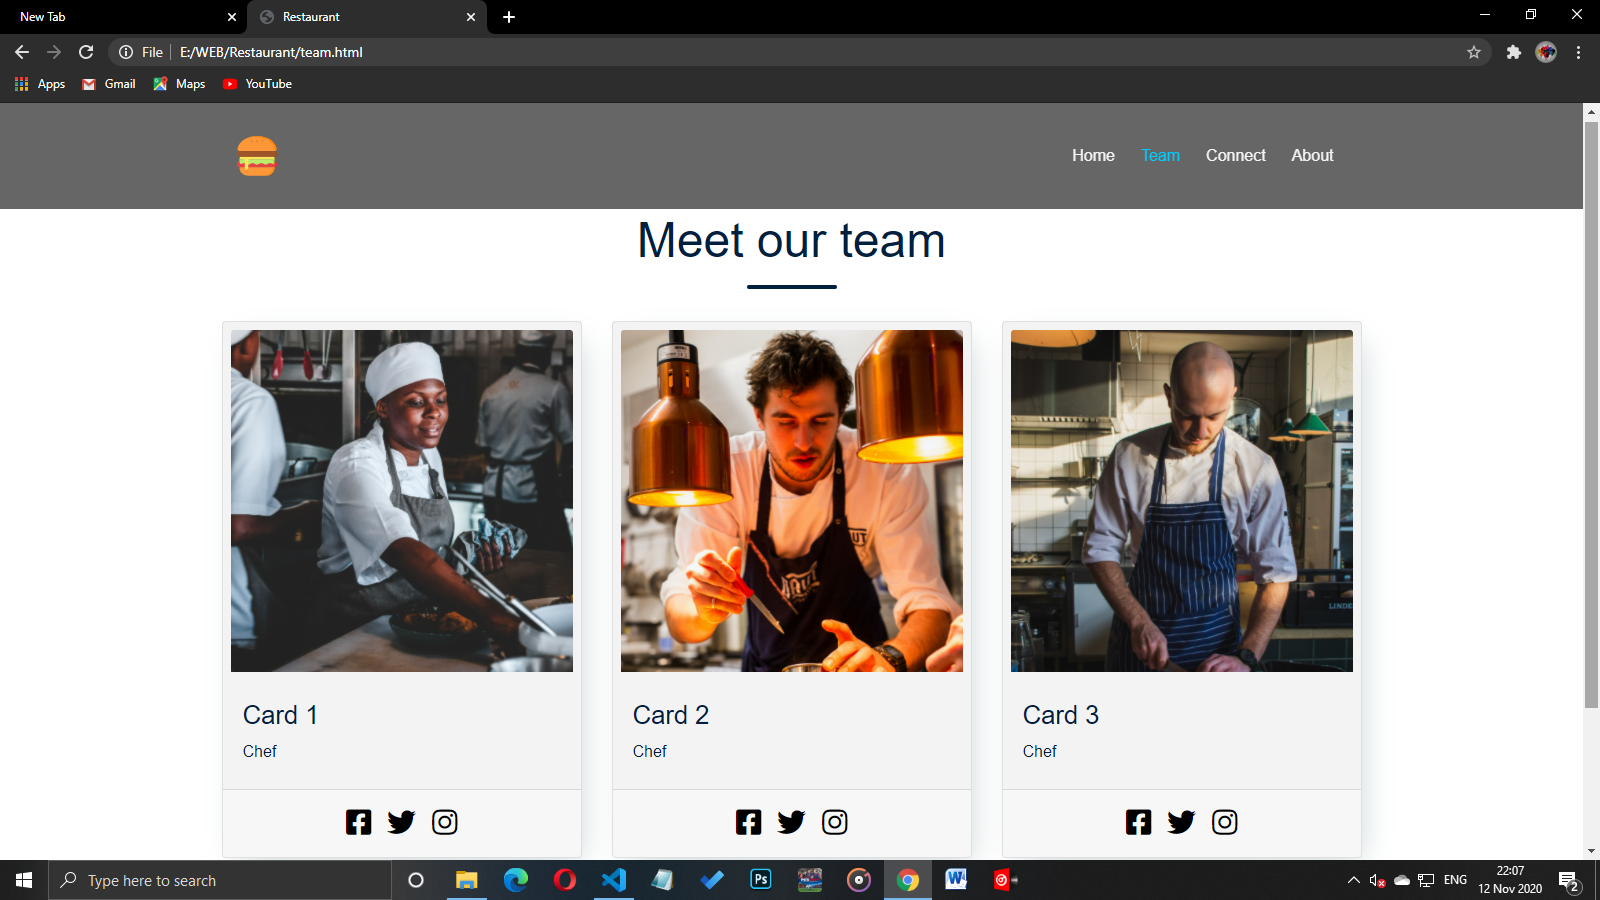 New Tab
Restaurant
File
E:/WEB/Restaurant/team.html
Apps
Gmail
Maps
YouTube
Home
Team
Connect
About
Meet our team
LINDE
Card 1
Chef
Card 2
Chef
Card 3
Chef
Type here to search
Ps
W
ENG
22:07
12 Nov 2020
2